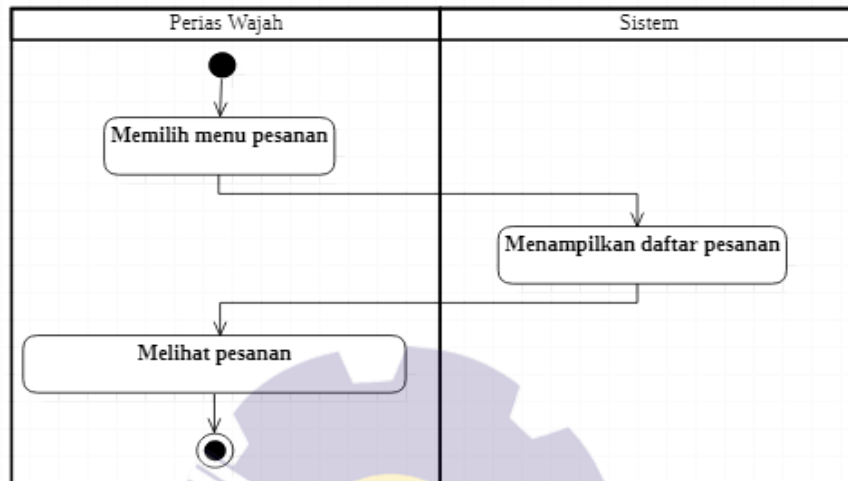 Perias Wajah
Sistem
Memilih menu pesanan
Menampilkan daftar pesanan
Melihat pesanan